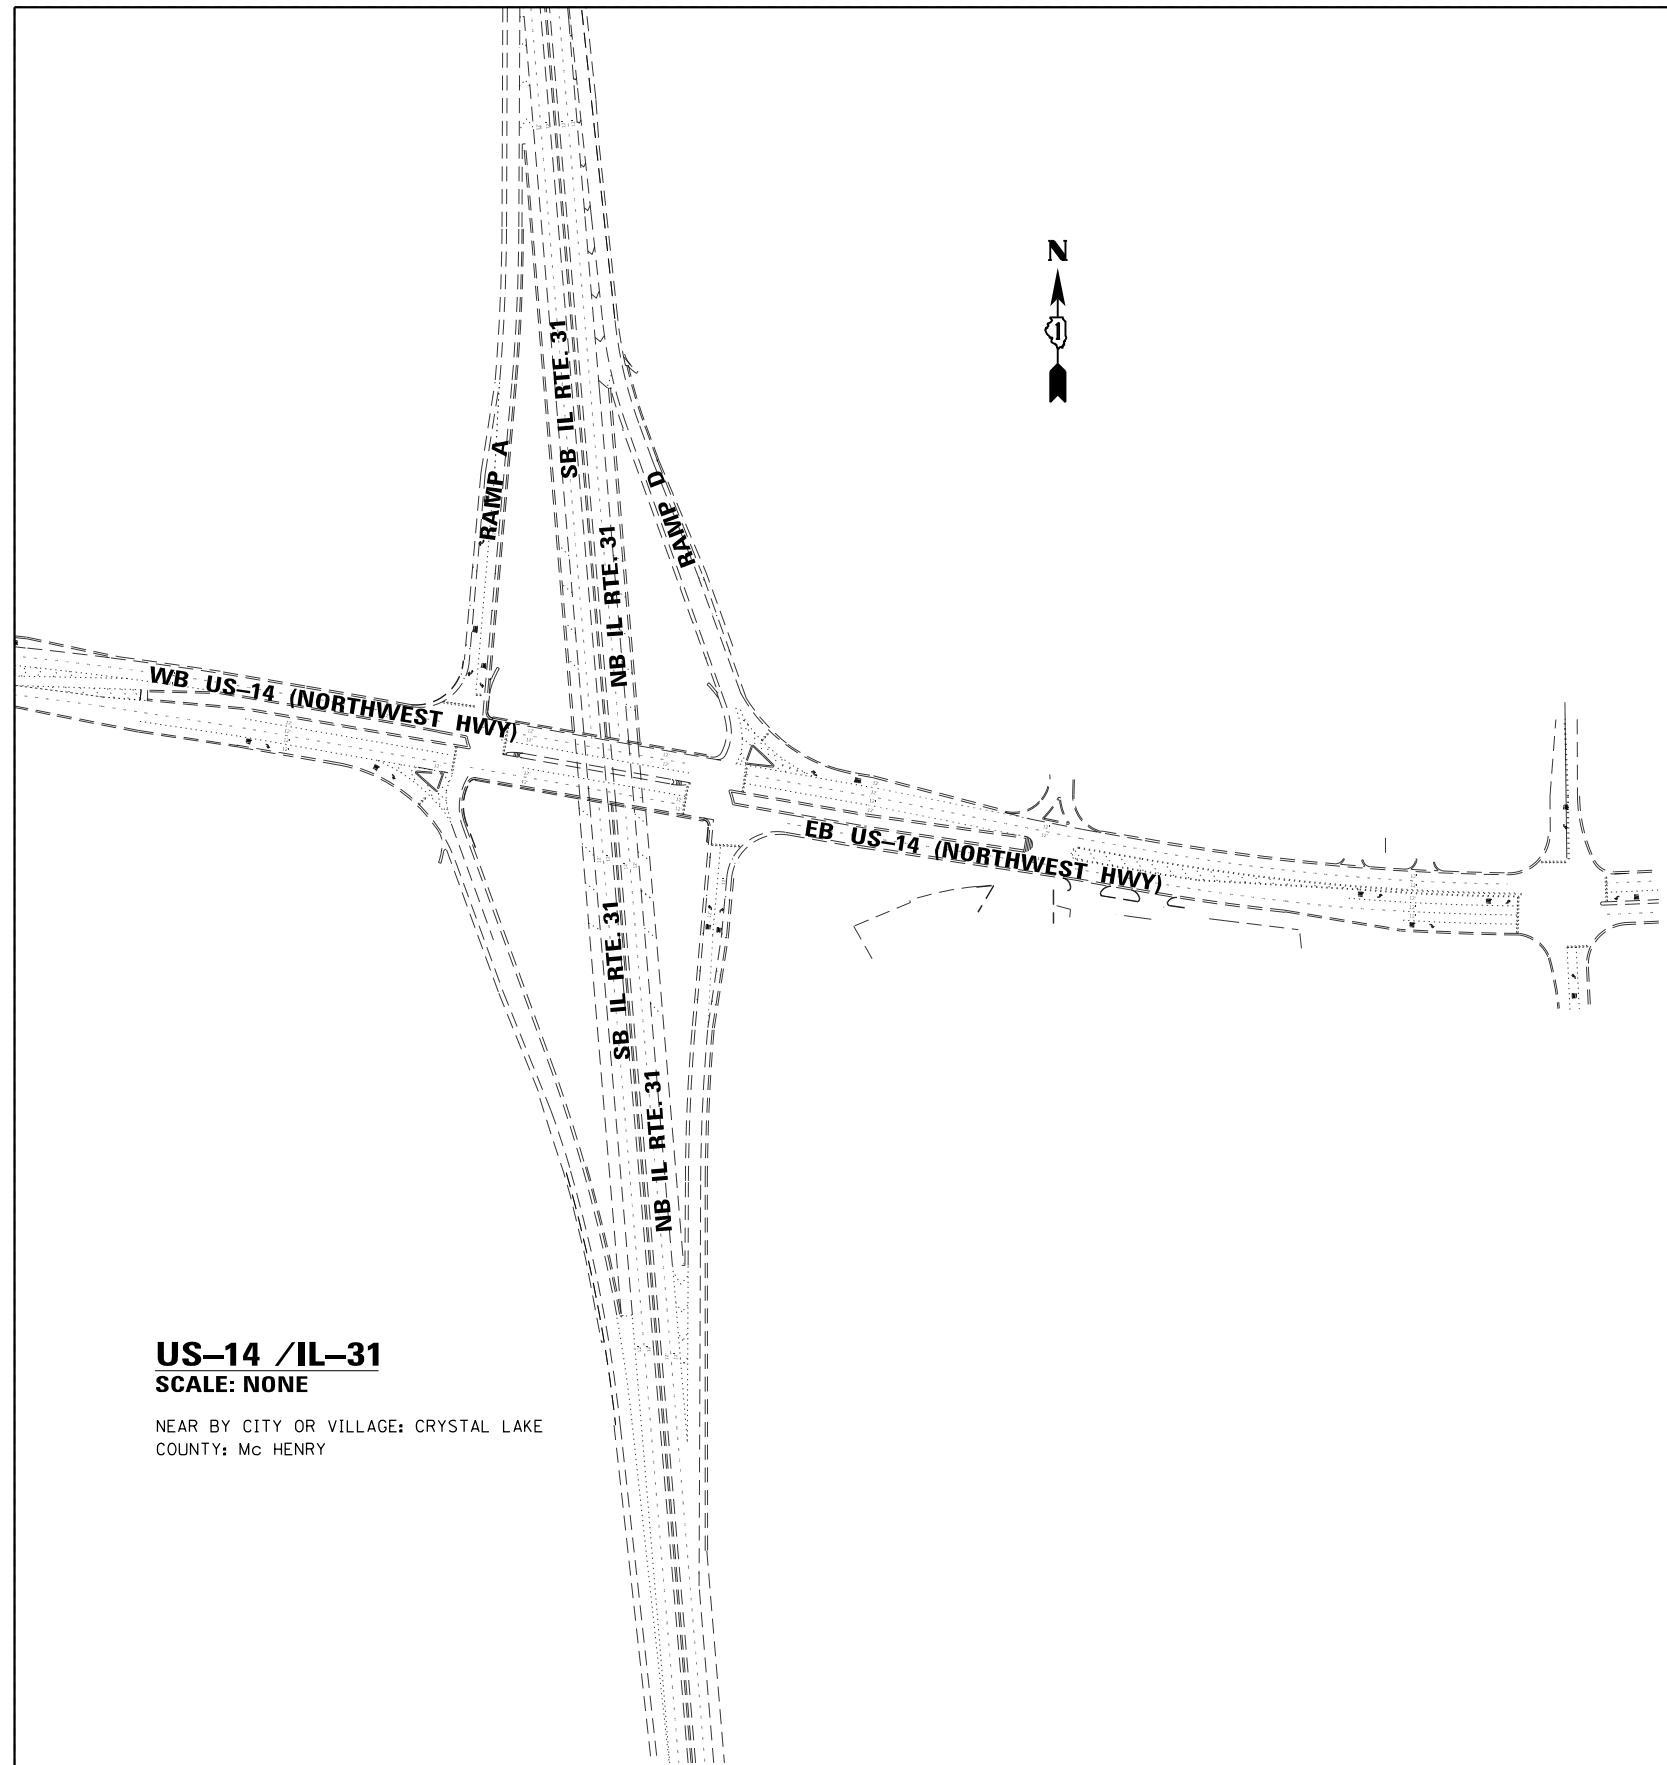 N
1
SB IL RTE. 31
RAMP A
RAMP D
NB IL RTE. 31
WB US-14 (NORTHWEST HWY)
EB US-14 (NORTHWEST HWY)
SB IL RTE. 31
NB IL RTE. 31
US-14 /IL-31
SCALE: NONE
NEAR BY CITY OR VILLAGE: CRYSTAL LAKE
COUNTY: Mc HENRY